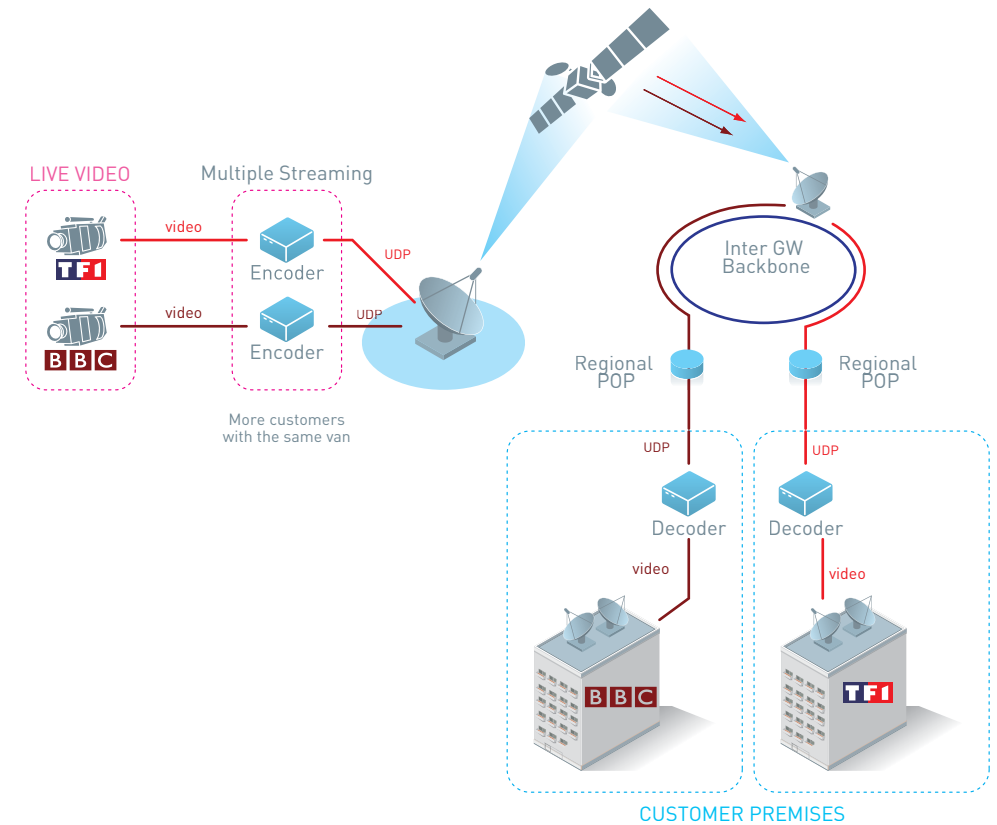 LIVE VIDEO
Multiple Streaming
video
UDP
TF1
Encoder
video
UDP
BBC
Encoder
More customers
with the same van
Inter GW
Backbone
Regional
POP
Regional
POP
UDP
UDP
Decoder
Decoder
video
video
BBC
TF1
CUSTOMER PREMISES